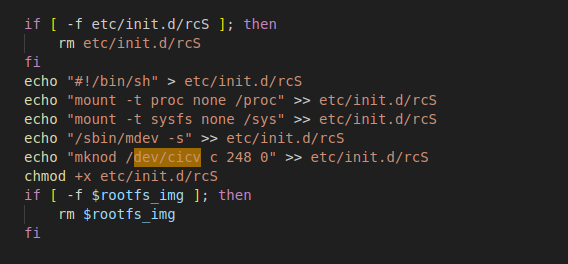 if [ -f etc/init.d/rcS ]; then
    rm etc/init.d/rcS
fi
echo "#!/bin/sh" > etc/init.d/rcS
echo "mount -t proc none /proc" >> etc/init.d/rcS
echo "mount -t sysfs none /sys" >> etc/init.d/rcS
echo "/sbin/mdev -s" >> etc/init.d/rcS
echo "mknod /dev/cicv c 248 0" >> etc/init.d/rcS
chmod +x etc/init.d/rcS
if [ -f $rootfs_img ]; then
    rm $rootfs_img
fi